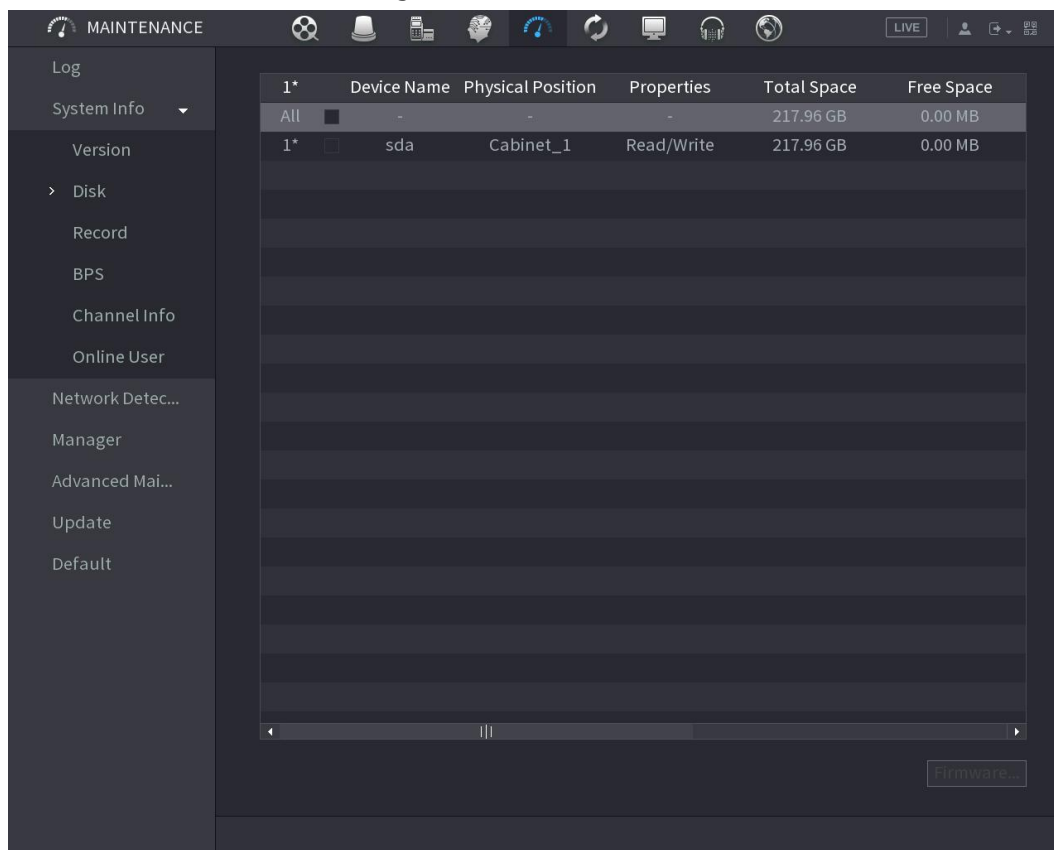 MAINTENANCE LIVE
Log
System Info
Version
Disk
Record
BPS
Channel Info
Online User
Network Detec...
Manager
Advanced Mai...
Update
Default
1* Device Name Physical Position Properties Total Space Free Space
All - - - 217.96 GB 0.00 MB
1* sda Cabinet_1 Read/Write 217.96 GB 0.00 MB
Firmware...